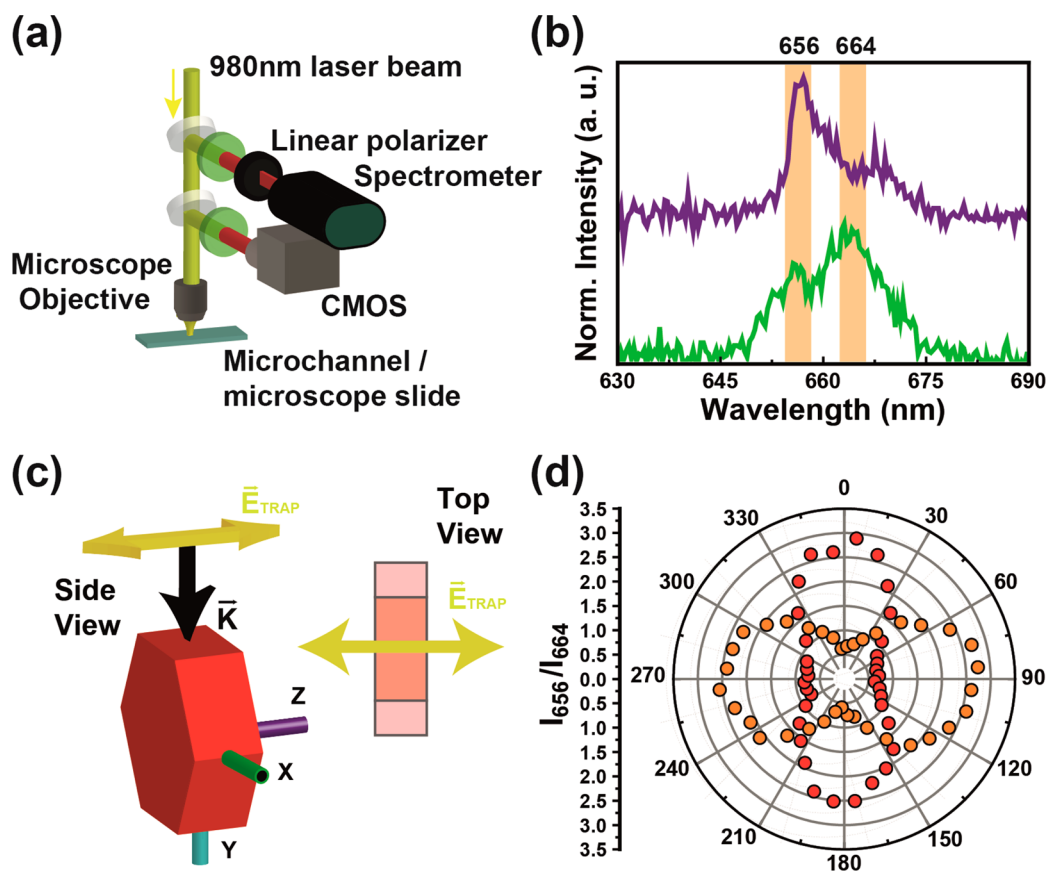 (a)
980nm laser beam
Linear polarizer
Spectrometer
Microscope
Objective
CMOS
Microchannel /
microscope slide
(b)
656 664
Norm. Intensity (a. u.)
630 645 660 675 690
Wavelength (nm)
(c)
E⃗TRAP
Side
View
K⃗
Z
X
Y
Top
View
E⃗TRAP
(d)
I656/I664
3.5
3.0
2.5
2.0
1.5
1.0
0.5
0.0
0.5
1.0
1.5
2.0
2.5
3.0
3.5
0
30
60
90
120
150
180
210
240
270
300
330